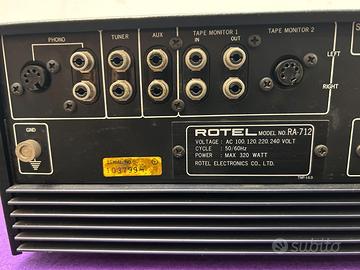 PHONO
TUNER
AUX
TAPE MONITOR 1
IN
OUT
TAPE MONITOR 2
LEFT
RIGHT
S
GND
SERIAL NO.
ROTEL MODEL NO. RA-712
VOLTAGE : AC 100.120.220.240 VOLT
CYCLE : 50/60Hz
POWER : MAX 320 WATT
ROTEL ELECTRONICS CO., LTD.
subito